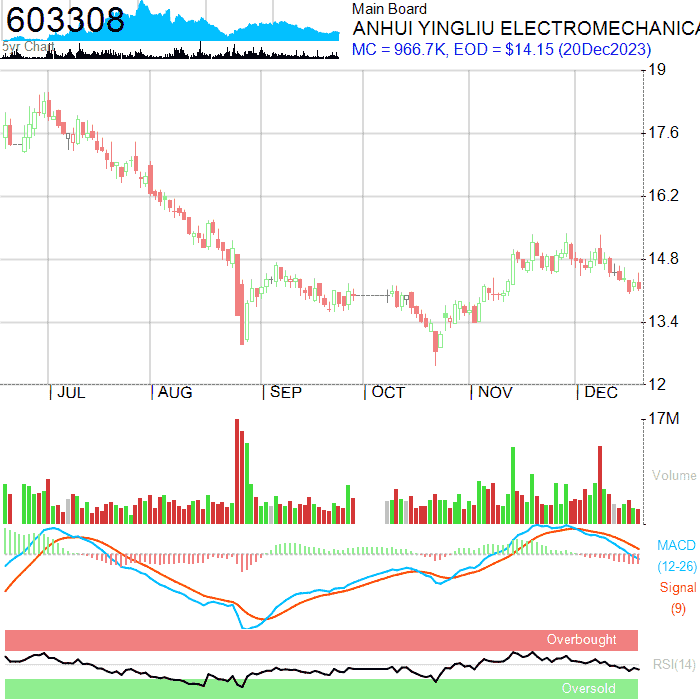 603308
5yr Chart
Main Board
ANHUI YINGLIU ELECTROMECHANICA
MC = 966.7K, EOD = $14.15 (20Dec2023)
19
17.6
16.2
14.8
13.4
12
JUL AUG SEP OCT NOV DEC
17M
Volume
MACD
(12-26)
Signal
(9)
Overbought
RSI(14)
Oversold